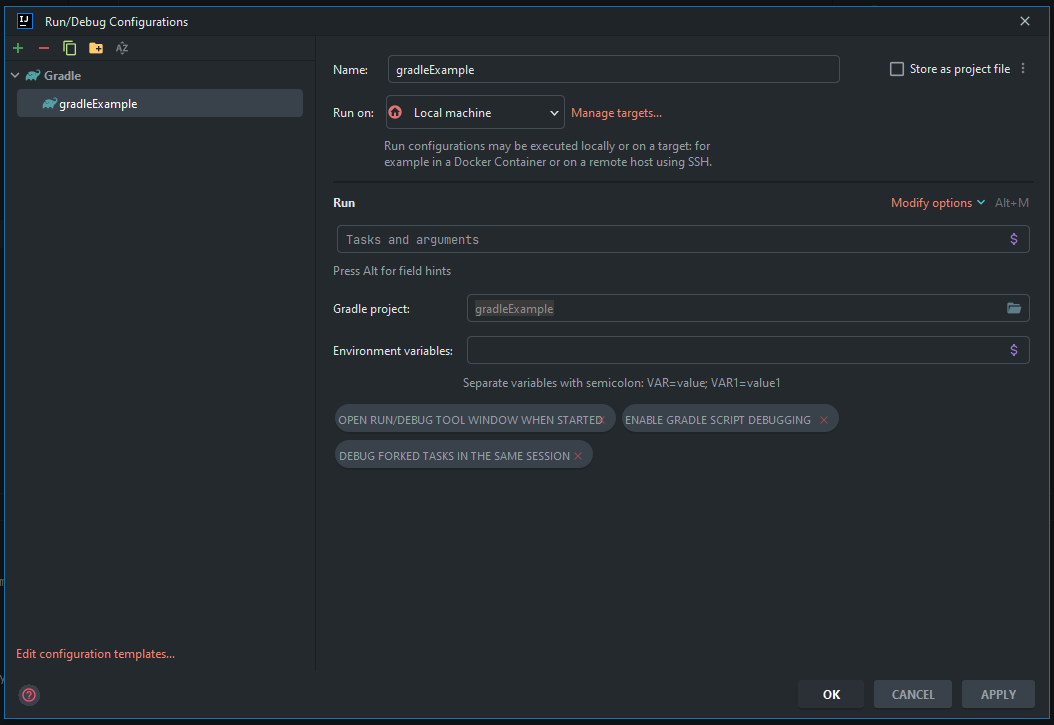 Run/Debug Configurations
Gradle
gradleExample
Name: gradleExample
Store as project file
Run on: Local machine Manage targets...
Run configurations may be executed locally or on a target: for
example in a Docker Container or on a remote host using SSH.
Run Modify options Alt+M
Tasks and arguments $
Press Alt for field hints
Gradle project: gradleExample
Environment variables: $
Separate variables with semicolon: VAR=value; VAR1=value1
OPEN RUN/DEBUG TOOL WINDOW WHEN STARTED ENABLE GRADLE SCRIPT DEBUGGING
DEBUG FORKED TASKS IN THE SAME SESSION
Edit configuration templates...
? OK CANCEL APPLY